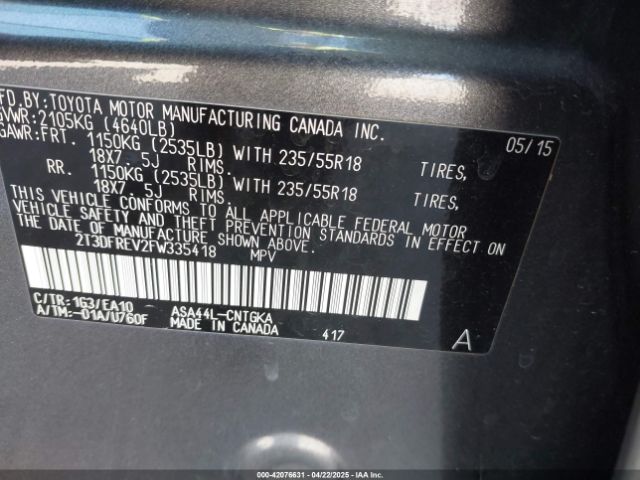 MFD.BY:TOYOTA MOTOR MANUFACTURING CANADA INC.
GVWR:2105KG (4640LB) 05/15
GAWR:FRT. 1150KG (2535LB) WITH 235/55R18 TIRES,
18X7 5J RIMS.
RR. 1150KG (2535LB) WITH 235/55R18 TIRES,
18X7 5J RIMS.
THIS VEHICLE CONFORMS TO ALL APPLICABLE FEDERAL MOTOR
VEHICLE SAFETY AND THEFT PREVENTION STANDARDS IN EFFECT ON
THE DATE OF MANUFACTURE SHOWN ABOVE.
2T3DFREV2FW335418 MPV
C/TR:1G3/EA10 ASA44L-CNTGKA
A/TM:-01A/U760F MADE IN CANADA 417 A
000-42076631 - 04/22/2025 - IAA Inc.